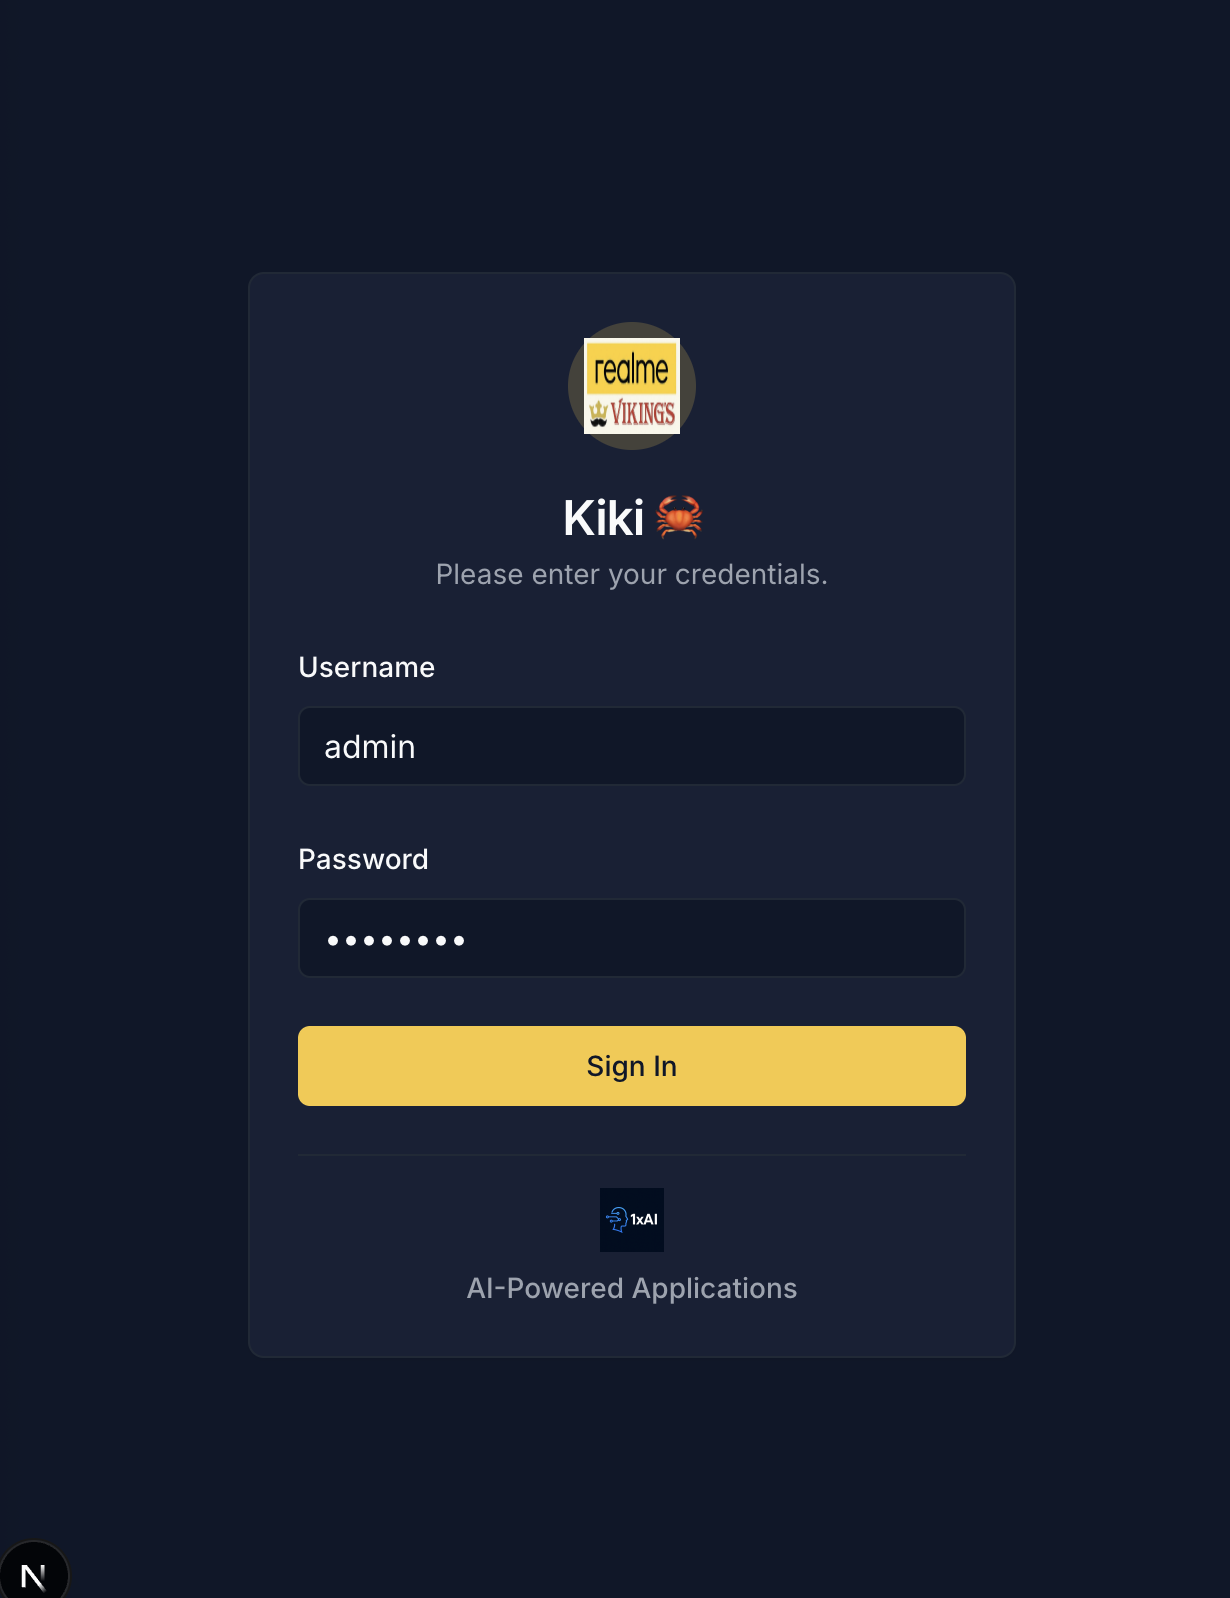 realme
VIKINGS
Kiki 🦀
Please enter your credentials.
Username
admin
Password
••••••••
Sign In
1xAI
AI-Powered Applications
N